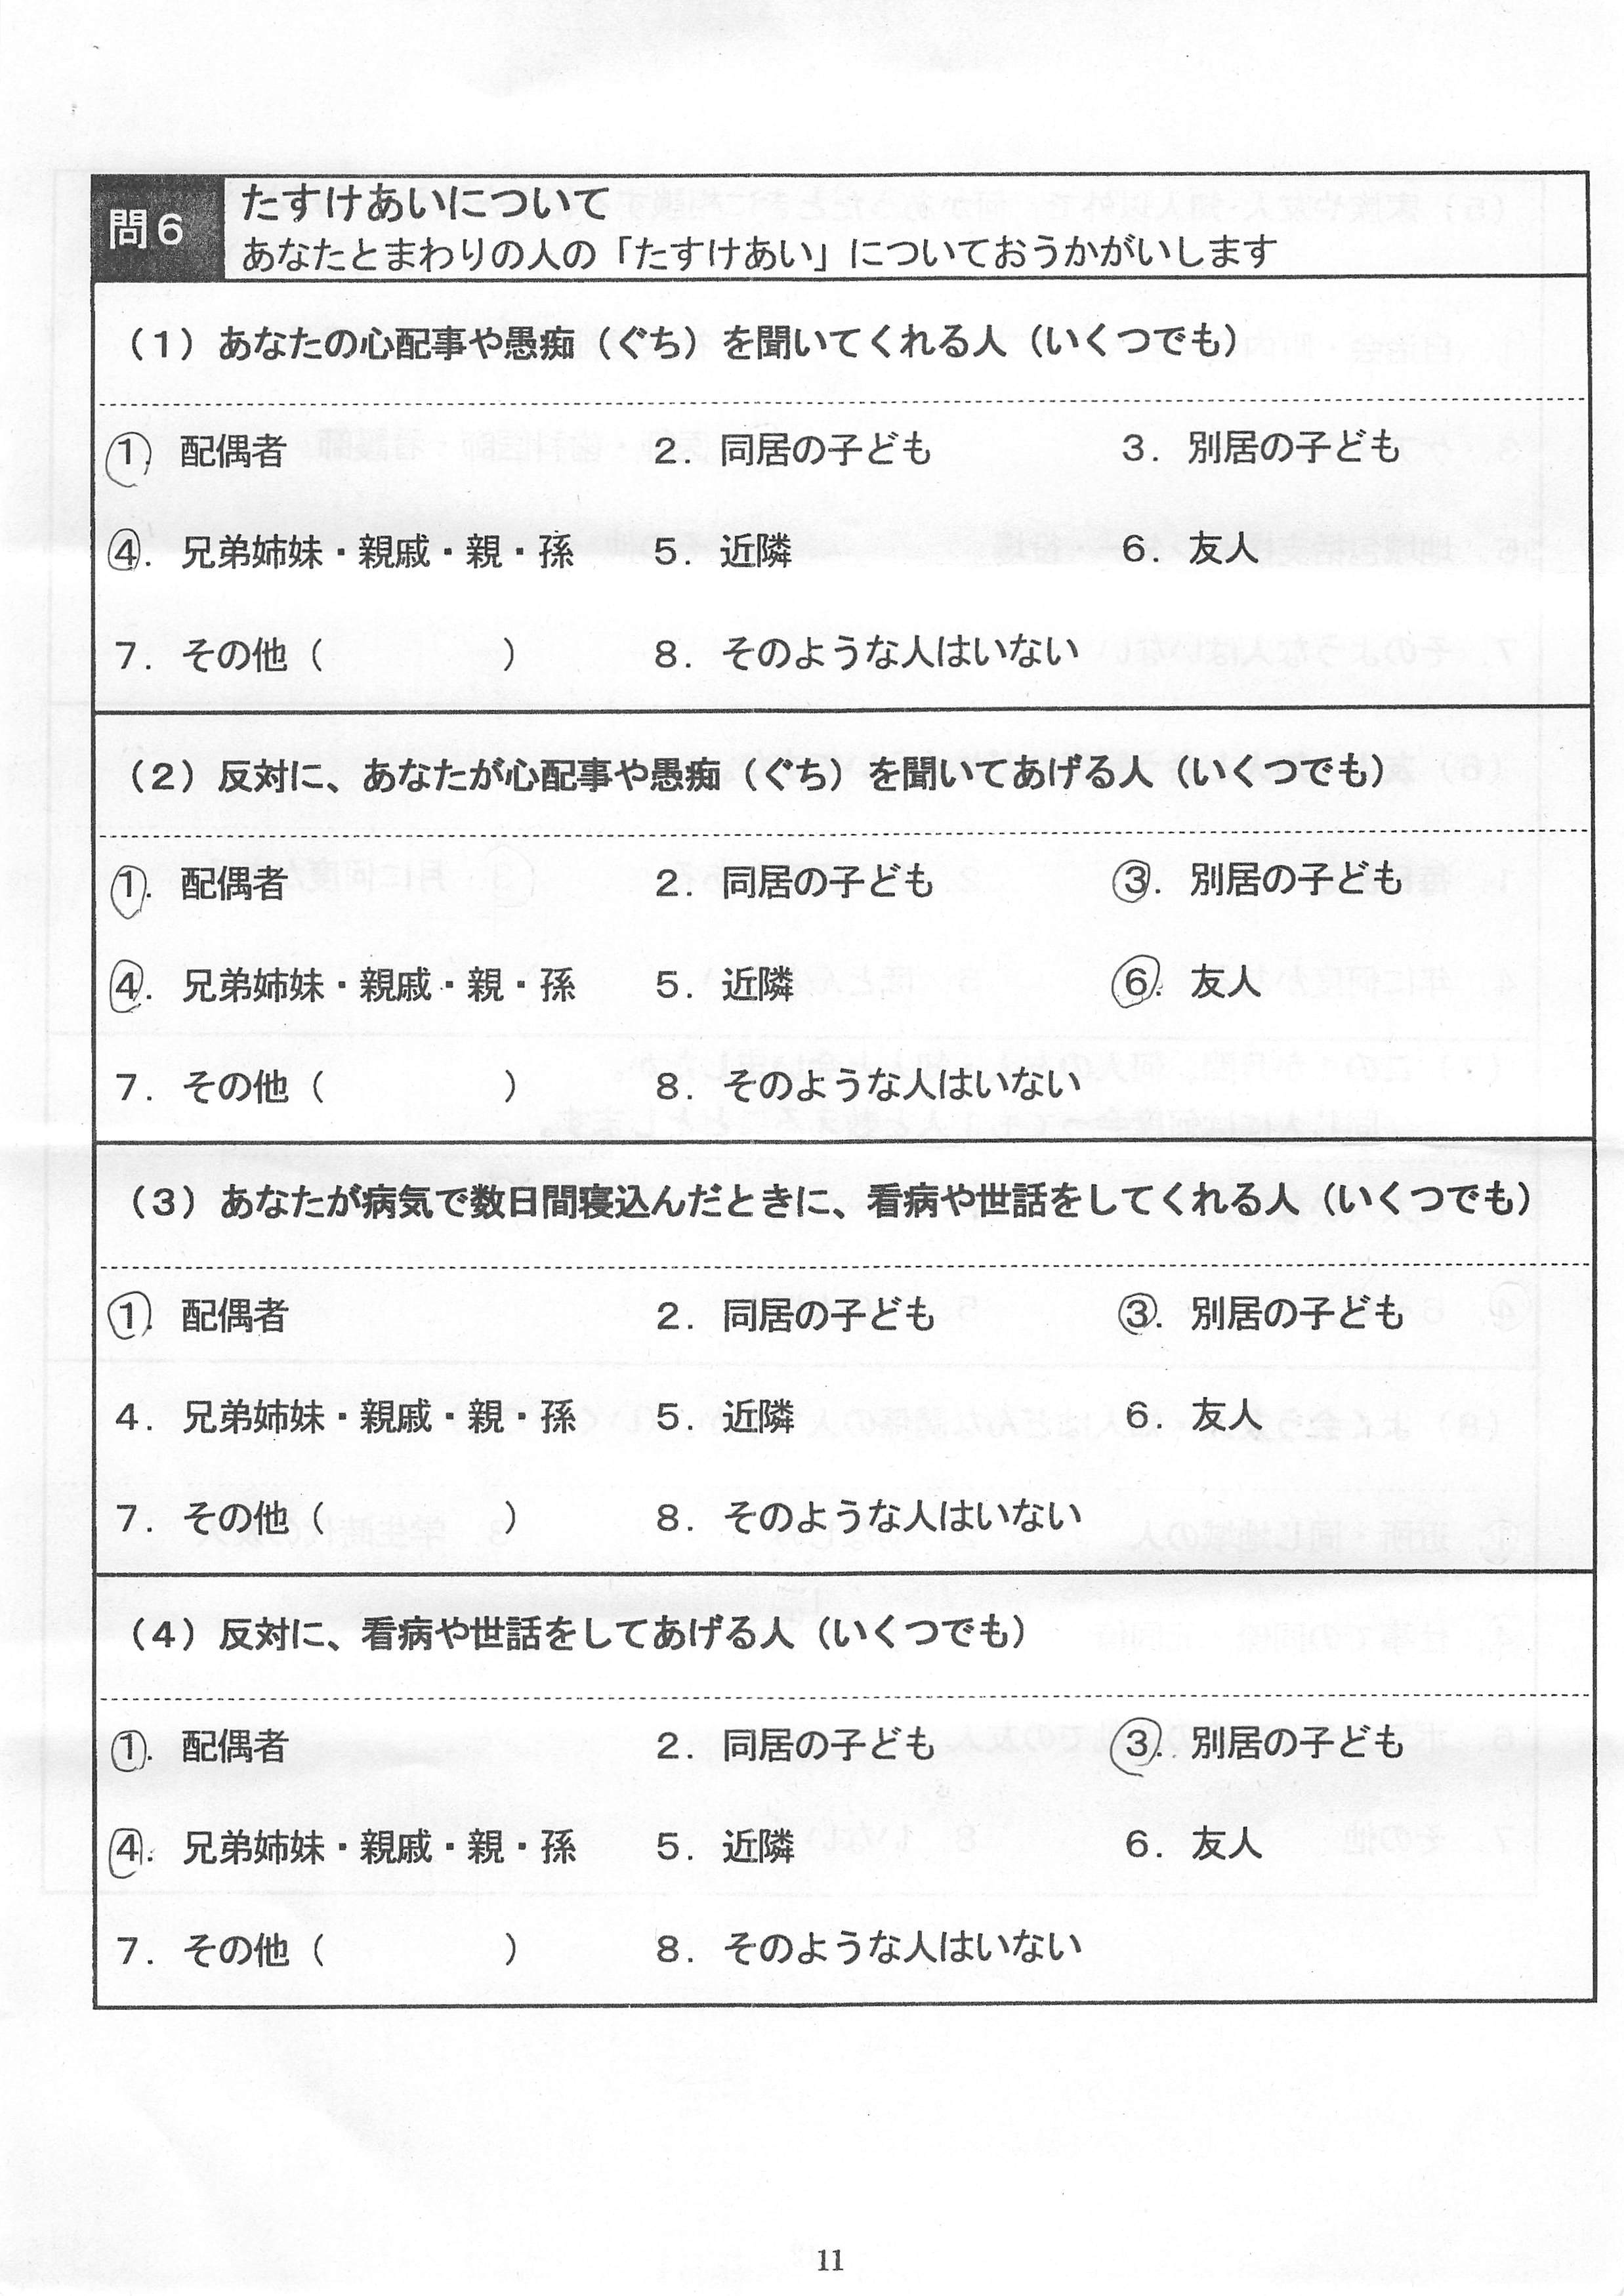 問6
たすけあいについて
あなたとまわりの人の「たすけあい」についておうかがいします
（1）あなたの心配事や愚痴（ぐち）を聞いてくれる人（いくつでも）
1. 配偶者 2. 同居の子ども 3. 別居の子ども
4. 兄弟姉妹・親戚・親・孫 5. 近隣 6. 友人
7. その他（ ） 8. そのような人はいない
（2）反対に、あなたが心配事や愚痴（ぐち）を聞いてあげる人（いくつでも）
1. 配偶者 2. 同居の子ども 3. 別居の子ども
4. 兄弟姉妹・親戚・親・孫 5. 近隣 6. 友人
7. その他（ ） 8. そのような人はいない
（3）あなたが病気で数日間寝込んだときに、看病や世話をしてくれる人（いくつでも）
1. 配偶者 2. 同居の子ども 3. 別居の子ども
4. 兄弟姉妹・親戚・親・孫 5. 近隣 6. 友人
7. その他（ ） 8. そのような人はいない
（4）反対に、看病や世話をしてあげる人（いくつでも）
1. 配偶者 2. 同居の子ども 3. 別居の子ども
4. 兄弟姉妹・親戚・親・孫 5. 近隣 6. 友人
7. その他（ ） 8. そのような人はいない
11